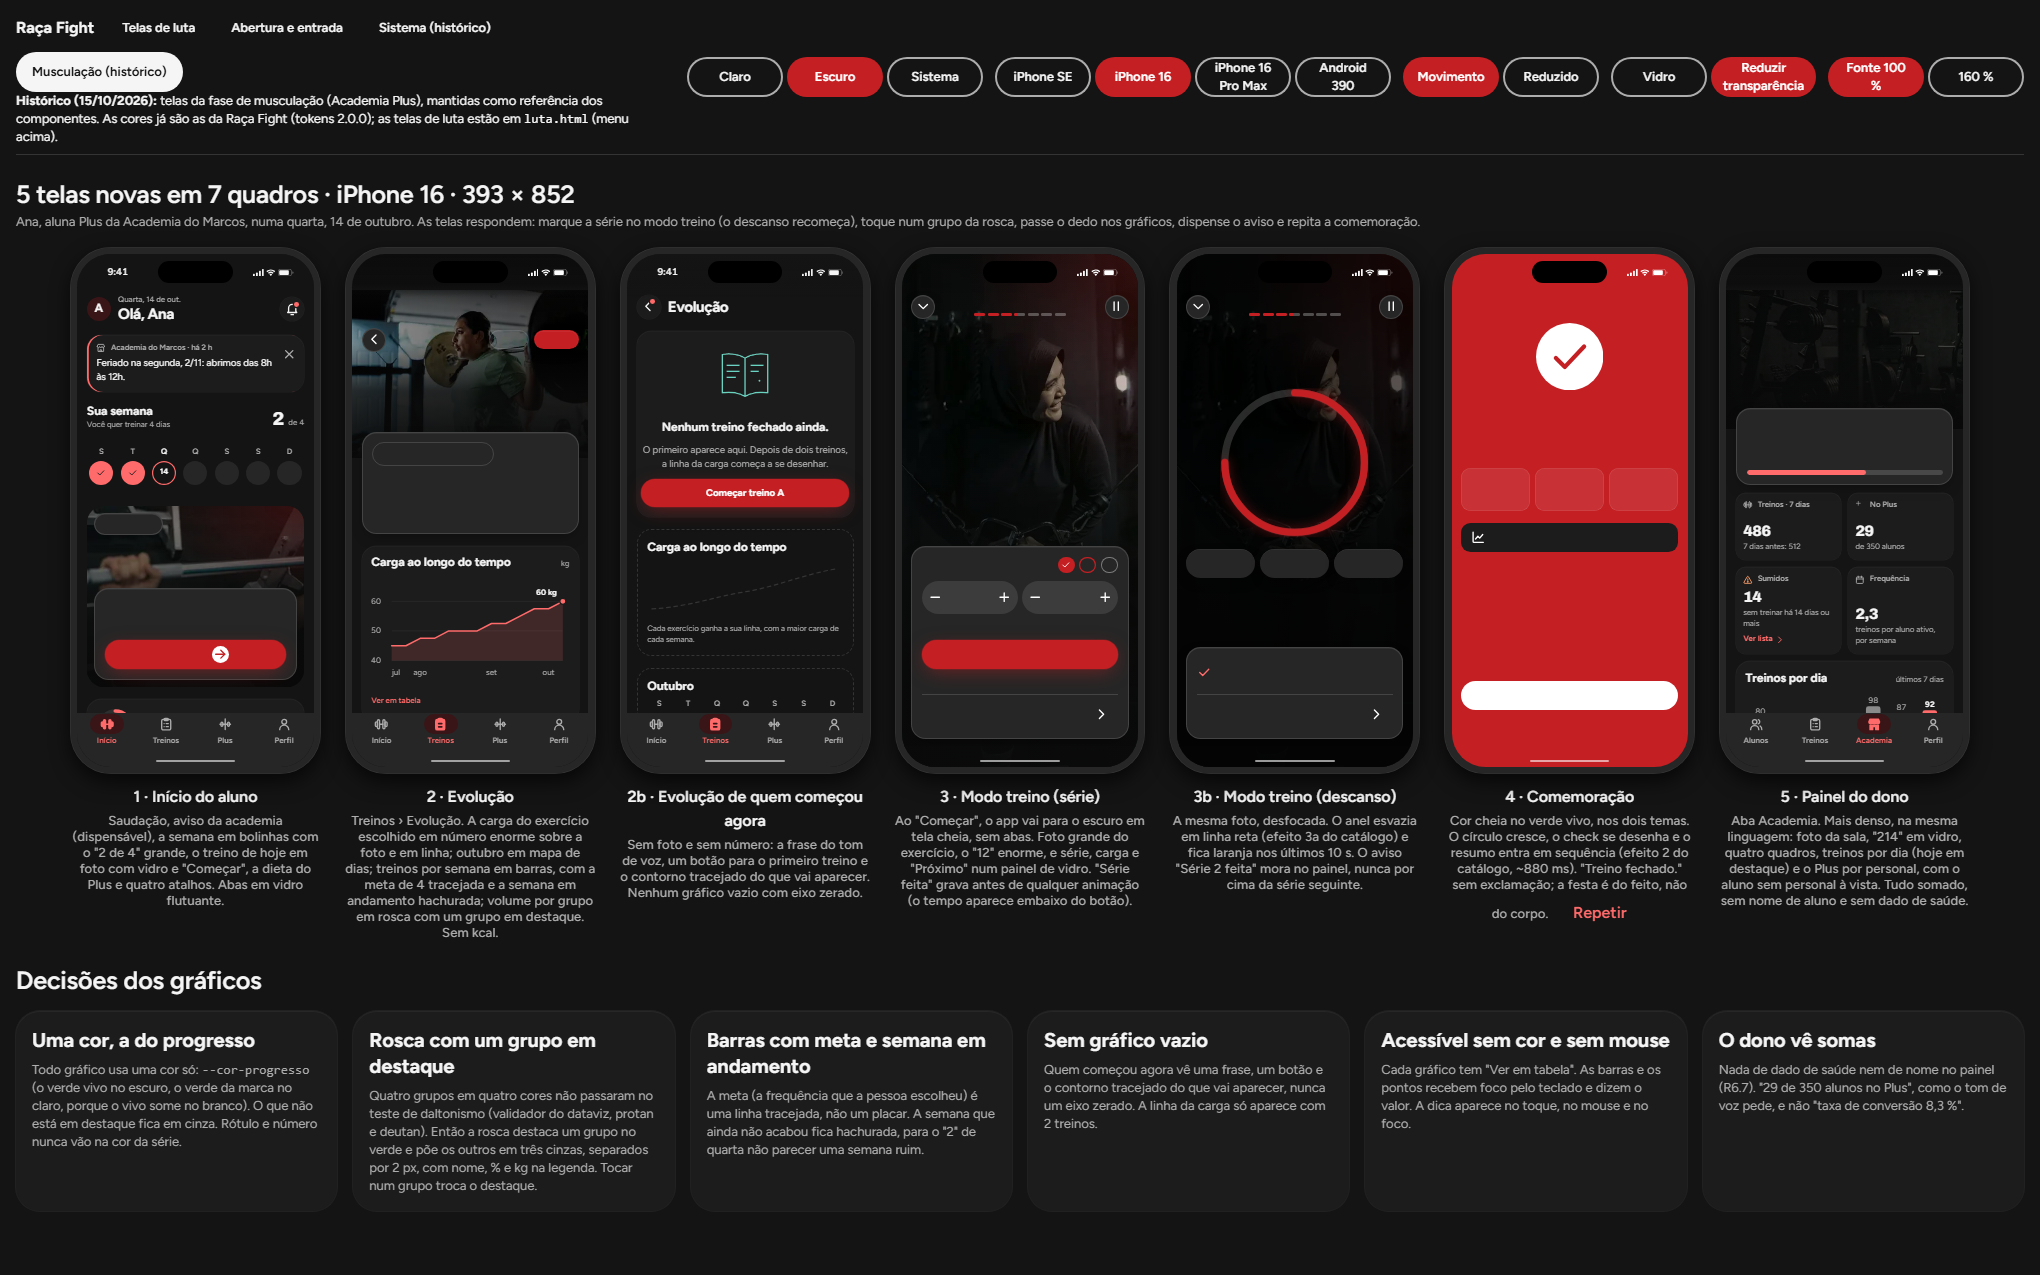 Raça Fight
Telas de luta
Abertura e entrada
Sistema (histórico)
Musculação (histórico)
Histórico (15/10/2026): telas da fase de musculação (Academia Plus), mantidas como referência dos
componentes. As cores já são as da Raça Fight (tokens 2.0.0); as telas de luta estão em luta.html (menu
acima).
Claro
Escuro
Sistema
iPhone SE
iPhone 16
iPhone 16
Pro Max
Android
390
Movimento
Reduzido
Vidro
Reduzir
transparência
Fonte 100
%
160 %
5 telas novas em 7 quadros · iPhone 16 · 393 × 852
Ana, aluna Plus da Academia do Marcos, numa quarta, 14 de outubro. As telas respondem: marque a série no modo treino (o descanso recomeça), toque num grupo da rosca, passe o dedo nos gráficos, dispense o aviso e repita a comemoração.
9:41
A
Quarta, 14 de out.
Olá, Ana
Academia do Marcos · há 2 h
Feriado na segunda, 2/11: abrimos das 8h
às 12h.
Sua semana
Você quer treinar 4 dias
2 de 4
S T Q Q S S D
14
Início
Treinos
Plus
Perfil
1 · Início do aluno
Saudação, aviso da academia
(dispensável), a semana em bolinhas com
o "2 de 4" grande, o treino de hoje em
foto com vidro e "Começar", a dieta do
Plus e quatro atalhos. Abas em vidro
flutuante.
Carga ao longo do tempo
kg
60 kg
60
50
40
jul ago set out
Ver em tabela
Início
Treinos
Plus
Perfil
2 · Evolução
Treinos › Evolução. A carga do exercício
escolhido em número enorme sobre a
foto e em linha; outubro em mapa de
dias; treinos por semana em barras, com a
meta de 4 tracejada e a semana em
andamento hachurada; volume por grupo
em rosca com um grupo em destaque.
Sem kcal.
9:41
Evolução
Nenhum treino fechado ainda.
O primeiro aparece aqui. Depois de dois treinos,
a linha da carga começa a se desenhar.
Começar treino A
Carga ao longo do tempo
Cada exercício ganha a sua linha, com a maior carga de
cada semana.
Outubro
S T Q Q S S D
Início
Treinos
Plus
Perfil
2b · Evolução de quem começou
agora
Sem foto e sem número: a frase do tom
de voz, um botão para o primeiro treino e
o contorno tracejado do que vai aparecer.
Nenhum gráfico vazio com eixo zerado.
3 · Modo treino (série)
Ao "Começar", o app vai para o escuro em
tela cheia, sem abas. Foto grande do
exercício, o "12" enorme, e série, carga e
"Próximo" num painel de vidro. "Série
feita" grava antes de qualquer animação
(o tempo aparece embaixo do botão).
3b · Modo treino (descanso)
A mesma foto, desfocada. O anel esvazia
em linha reta (efeito 3a do catálogo) e
fica laranja nos últimos 10 s. O aviso
"Série 2 feita" mora no painel, nunca por
cima da série seguinte.
4 · Comemoração
Cor cheia no verde vivo, nos dois temas.
O círculo cresce, o check se desenha e o
resumo entra em sequência (efeito 2 do
catálogo, ~880 ms). "Treino fechado."
sem exclamação; a festa é do feito, não
do corpo. Repetir
Treinos · 7 dias
486
7 dias antes: 512
No Plus
29
de 350 alunos
Sumidos
14
sem treinar há 14 dias ou
mais
Ver lista
Frequência
2,3
treinos por aluno ativo,
por semana
Treinos por dia
últimos 7 dias
80
98
87
92
Alunos
Treinos
Academia
Perfil
5 · Painel do dono
Aba Academia. Mais denso, na mesma
linguagem: foto da sala, "214" em vidro,
quatro quadros, treinos por dia (hoje em
destaque) e o Plus por personal, com o
aluno sem personal à vista. Tudo somado,
sem nome de aluno e sem dado de saúde.
Decisões dos gráficos
Uma cor, a do progresso
Todo gráfico usa uma cor só: --cor-progresso
(o verde vivo no escuro, o verde da marca no
claro, porque o vivo some no branco). O que não
está em destaque fica em cinza. Rótulo e número
nunca vão na cor da série.
Rosca com um grupo em
destaque
Quatro grupos em quatro cores não passaram no
teste de daltonismo (validador do dataviz, protan
e deutan). Então a rosca destaca um grupo no
verde e põe os outros em três cinzas, separados
por 2 px, com nome, % e kg na legenda. Tocar
num grupo troca o destaque.
Barras com meta e semana em
andamento
A meta (a frequência que a pessoa escolheu) é
uma linha tracejada, não um placar. A semana que
ainda não acabou fica hachurada, para o "2" de
quarta não parecer uma semana ruim.
Sem gráfico vazio
Quem começou agora vê uma frase, um botão e
o contorno tracejado do que vai aparecer, nunca
um eixo zerado. A linha da carga só aparece com
2 treinos.
Acessível sem cor e sem mouse
Cada gráfico tem "Ver em tabela". As barras e os
pontos recebem foco pelo teclado e dizem o
valor. A dica aparece no toque, no mouse e no
foco.
O dono vê somas
Nada de dado de saúde nem de nome no painel
(R6.7). "29 de 350 alunos no Plus", como o tom de
voz pede, e não "taxa de conversão 8,3 %".